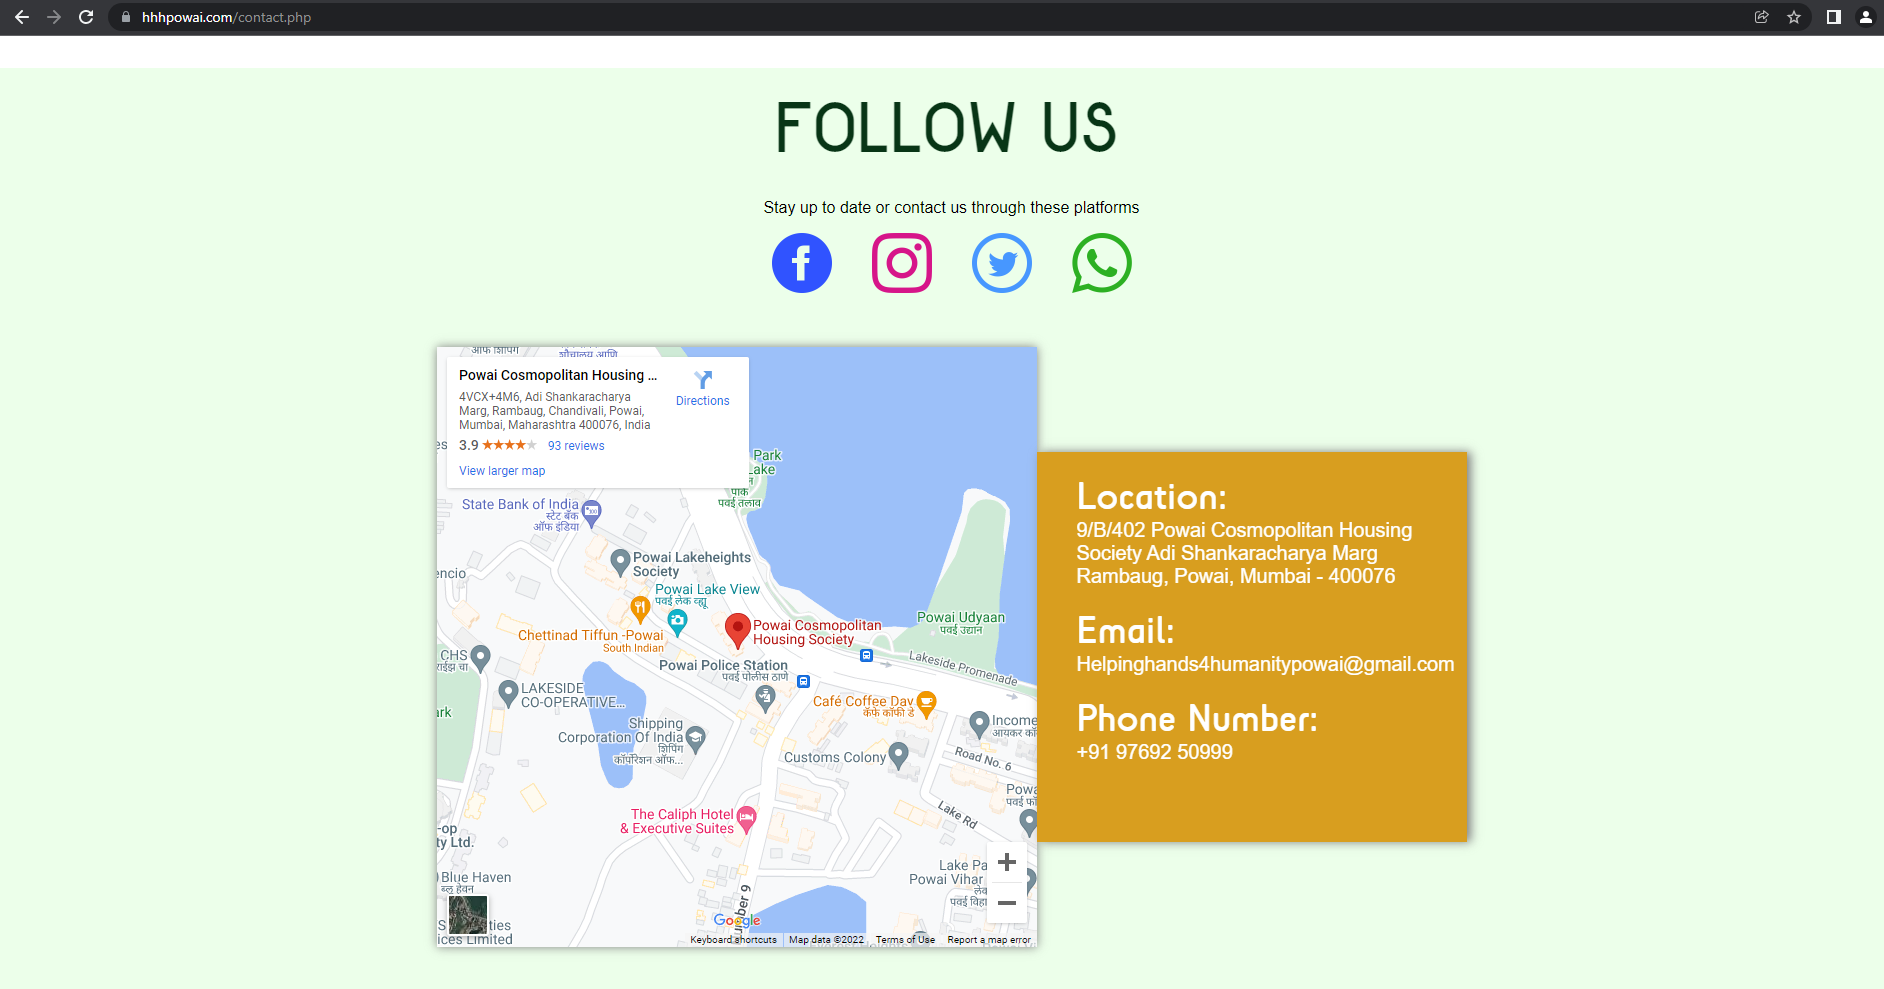 hhhpowai.com/contact.php
FOLLOW US
Stay up to date or contact us through these platforms
Powai Cosmopolitan Housing ...
4VCX+4M6, Adi Shankaracharya
Marg, Rambaug, Chandivali, Powai,
Mumbai, Maharashtra 400076, India
3.9
93 reviews
View larger map
Directions
Park
Lake
पार्क
पवई तलाव
State Bank of India
स्टेट बँक
ऑफ इंडिया
Powai Lakeheights
Society
encio
Powai Lake View
पवई लेक व्ह्यू
Powai Cosmopolitan
Housing Society
Powai Udyaan
पवई उद्यान
Chettinad Tiffun -Powai
South Indian
CHS
Powai Police Station
पवई पोलीस ठाणे
Lakeside Promenade
LAKESIDE
CO-OPERATIVE...
ark
Café Coffee Day
कॅफे कॉफी डे
Shipping
Corporation Of India
शिपिंग
कॉर्पोरेशन ऑफ...
Income
Customs Colony
Road No. 6
Powa
Lake Rd
The Caliph Hotel
& Executive Suites
-op
ty Ltd.
Lake Pa
Powai Vihar
Blue Haven
ब्लू हेवन
ties
ices Limited
Google
Keyboard shortcuts
Map data ©2022
Terms of Use
Report a map error
Location:
9/B/402 Powai Cosmopolitan Housing
Society Adi Shankaracharya Marg
Rambaug, Powai, Mumbai - 400076
Email:
Helpinghands4humanitypowai@gmail.com
Phone Number:
+91 97692 50999